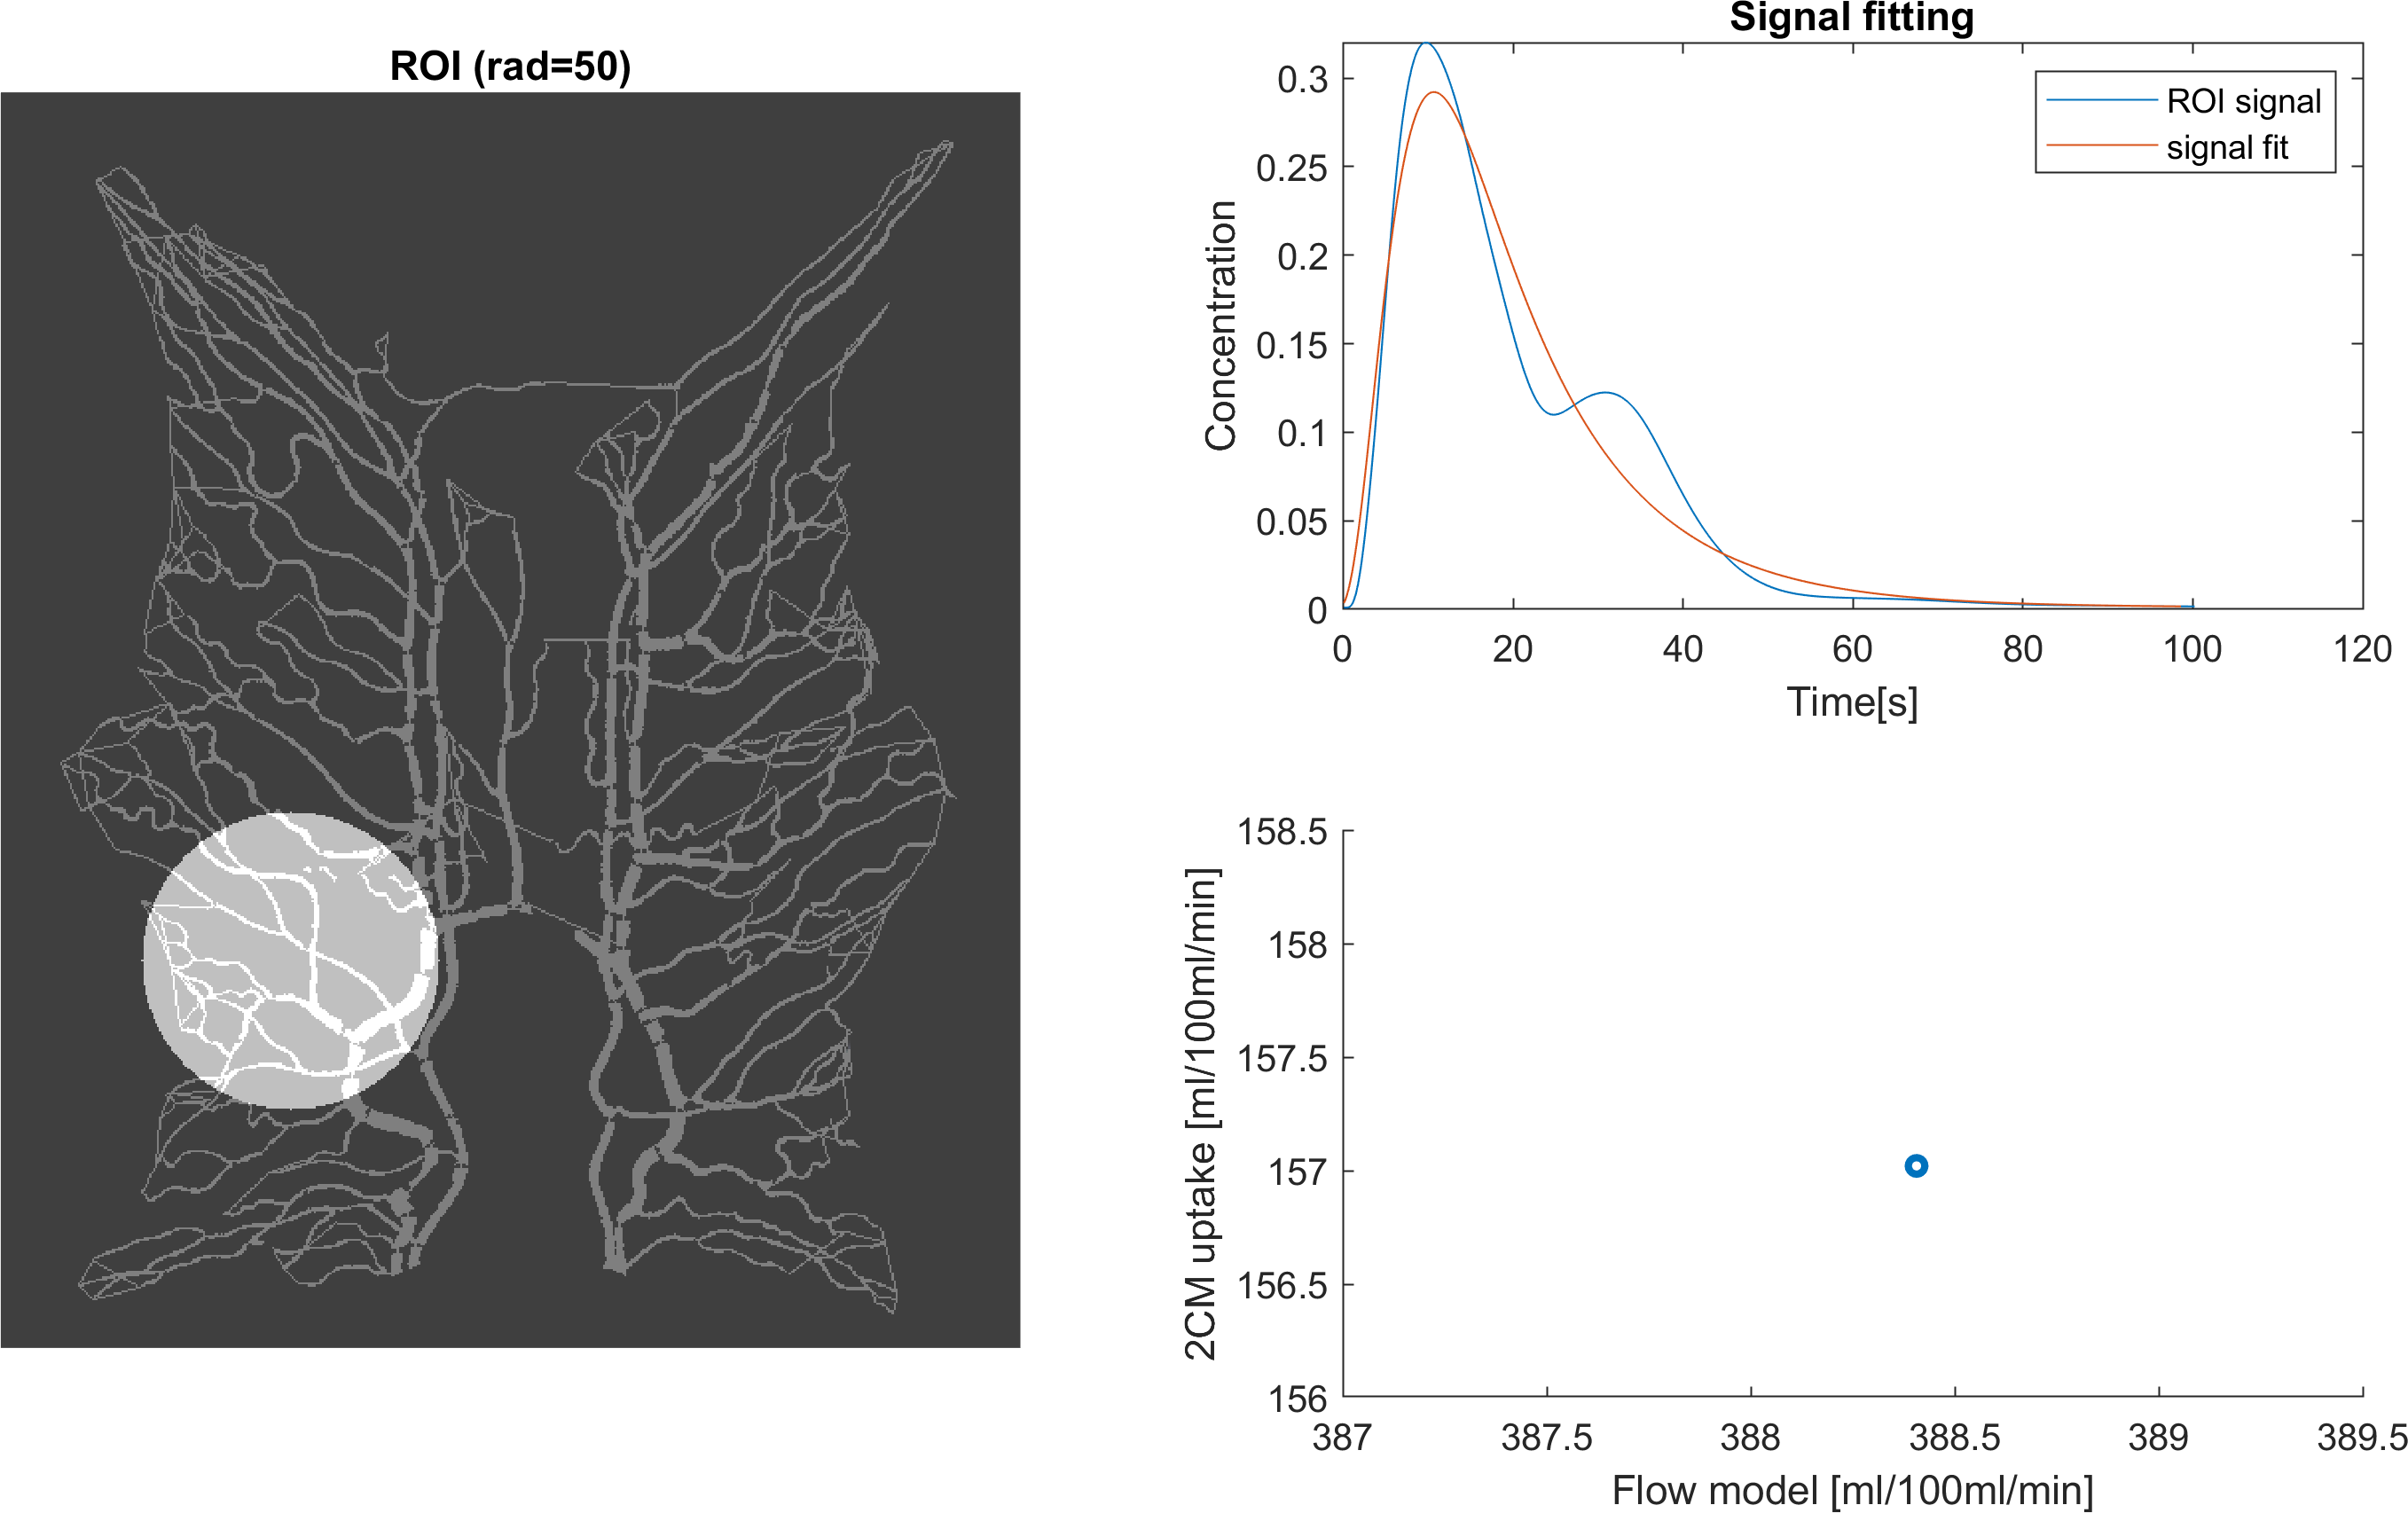 ROI (rad=50)
Signal fitting
0.3
0.25
0.2
0.15
0.1
0.05
0
Concentration
ROI signal
signal fit
0 20 40 60 80 100 120
Time[s]
158.5
158
157.5
157
156.5
156
2CM uptake [ml/100ml/min]
387 387.5 388 388.5 389 389.5
Flow model [ml/100ml/min]